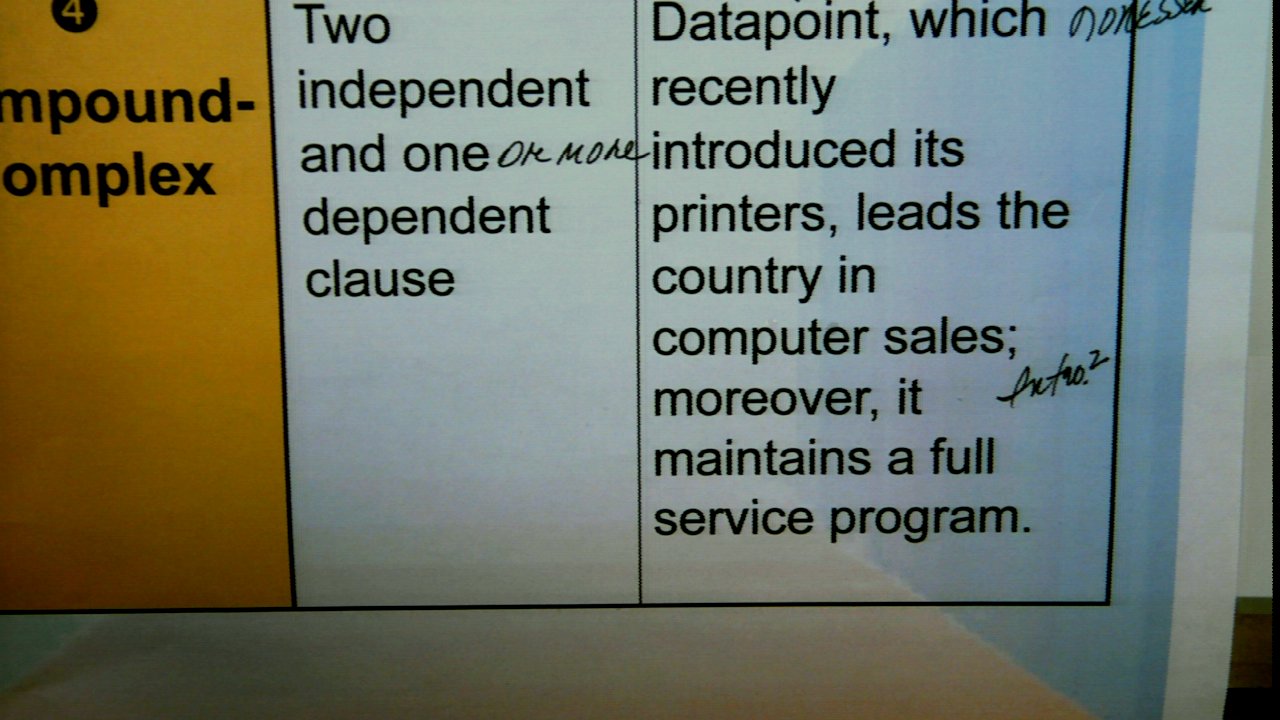 4
mpound-
omplex
Two
independent
and one or more
dependent
clause
Datapoint, which nonessen
recently
introduced its
printers, leads the
country in
computer sales;
moreover, it
maintains a full
service program.